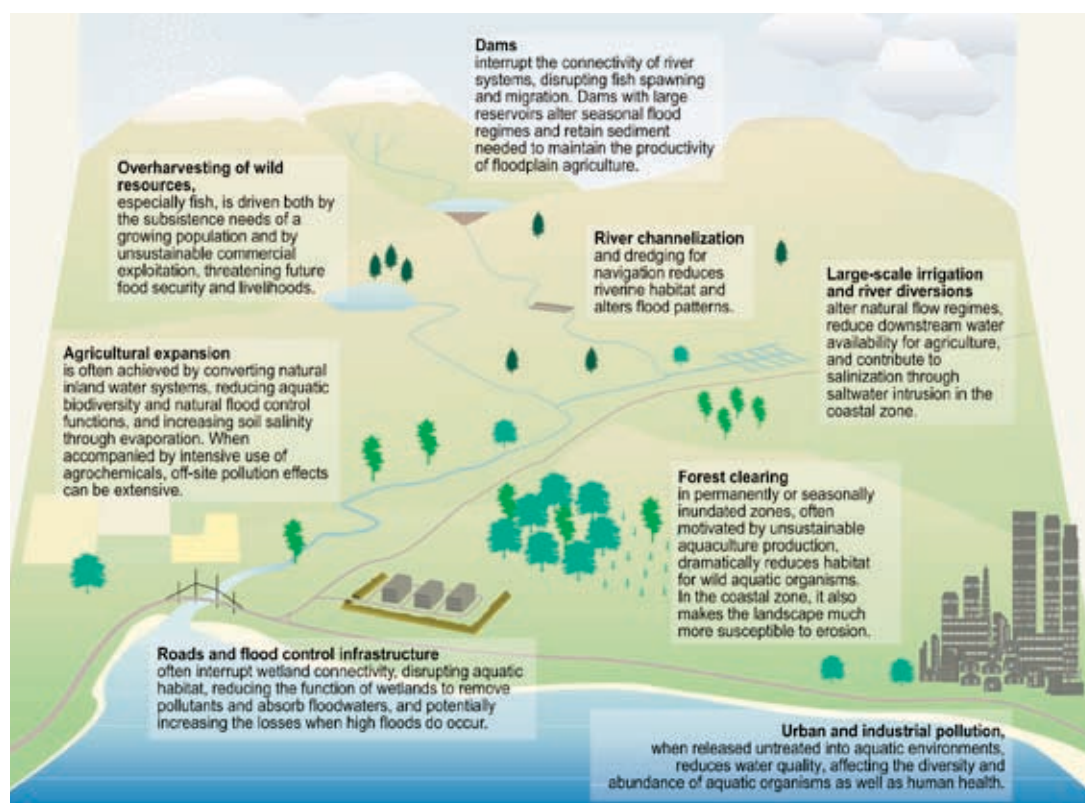 Dams
interrupt the connectivity of river
systems, disrupting fish spawning
and migration. Dams with large
reservoirs alter seasonal flood
regimes and retain sediment
needed to maintain the productivity
of floodplain agriculture.
Overharvesting of wild
resources,
especially fish, is driven both by
the subsistence needs of a
growing population and by
unsustainable commercial
exploitation, threatening future
food security and livelihoods.
River channelization
and dredging for
navigation reduces
riverine habitat and
alters flood patterns.
Large-scale irrigation
and river diversions
alter natural flow regimes,
reduce downstream water
availability for agriculture,
and contribute to
salinization through
saltwater intrusion in the
coastal zone.
Agricultural expansion
is often achieved by converting natural
inland water systems, reducing aquatic
biodiversity and natural flood control
functions, and increasing soil salinity
through evaporation. When
accompanied by intensive use of
agrochemicals, off-site pollution effects
can be extensive.
Forest clearing
in permanently or seasonally
inundated zones, often
motivated by unsustainable
aquaculture production,
dramatically reduces habitat
for wild aquatic organisms.
In the coastal zone, it also
makes the landscape much
more susceptible to erosion.
Roads and flood control infrastructure
often interrupt wetland connectivity, disrupting aquatic
habitat, reducing the function of wetlands to remove
pollutants and absorb floodwaters, and potentially
increasing the losses when high floods do occur.
Urban and industrial pollution,
when released untreated into aquatic environments,
reduces water quality, affecting the diversity and
abundance of aquatic organisms as well as human health.